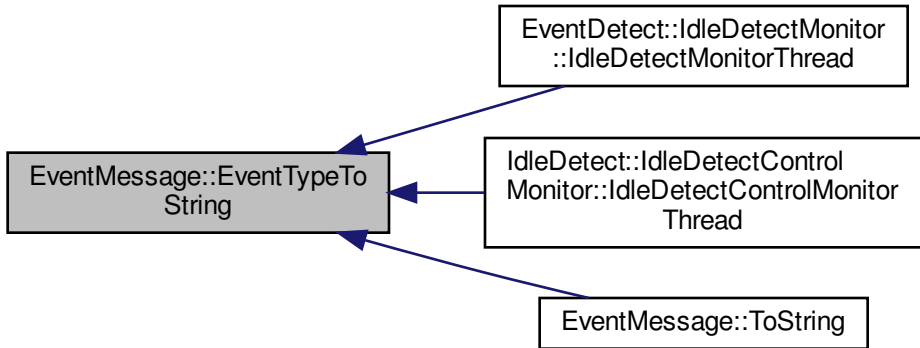 EventDetect::IdleDetectMonitor
::IdleDetectMonitorThread
EventMessage::EventTypeTo
String
IdleDetect::IdleDetectControl
Monitor::IdleDetectControlMonitor
Thread
EventMessage::ToString